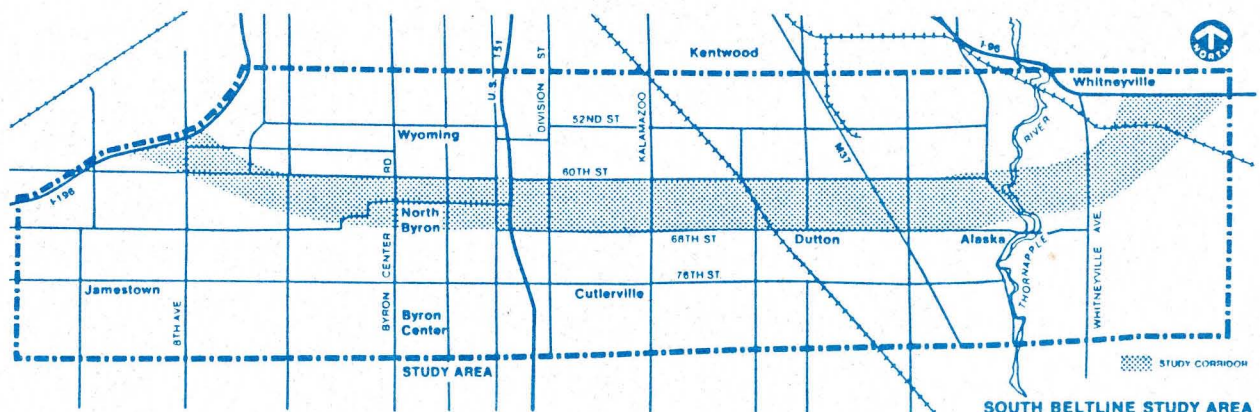 NORTH
I-96
Kentwood
Whitneyville
U.S. 131
DIVISION ST
52ND ST
Wyoming
KALAMAZOO
M37
RIVER
60TH ST
I-196
RD
North
Byron
68TH ST
Dutton
Alaska
THORNAPPLE
WHITNEYVILLE AVE
BYRON CENTER
76TH ST.
Jamestown
8TH AVE
Cutlerville
Byron
Center
STUDY AREA
STUDY CORRIDOR
SOUTH BELTLINE STUDY AREA